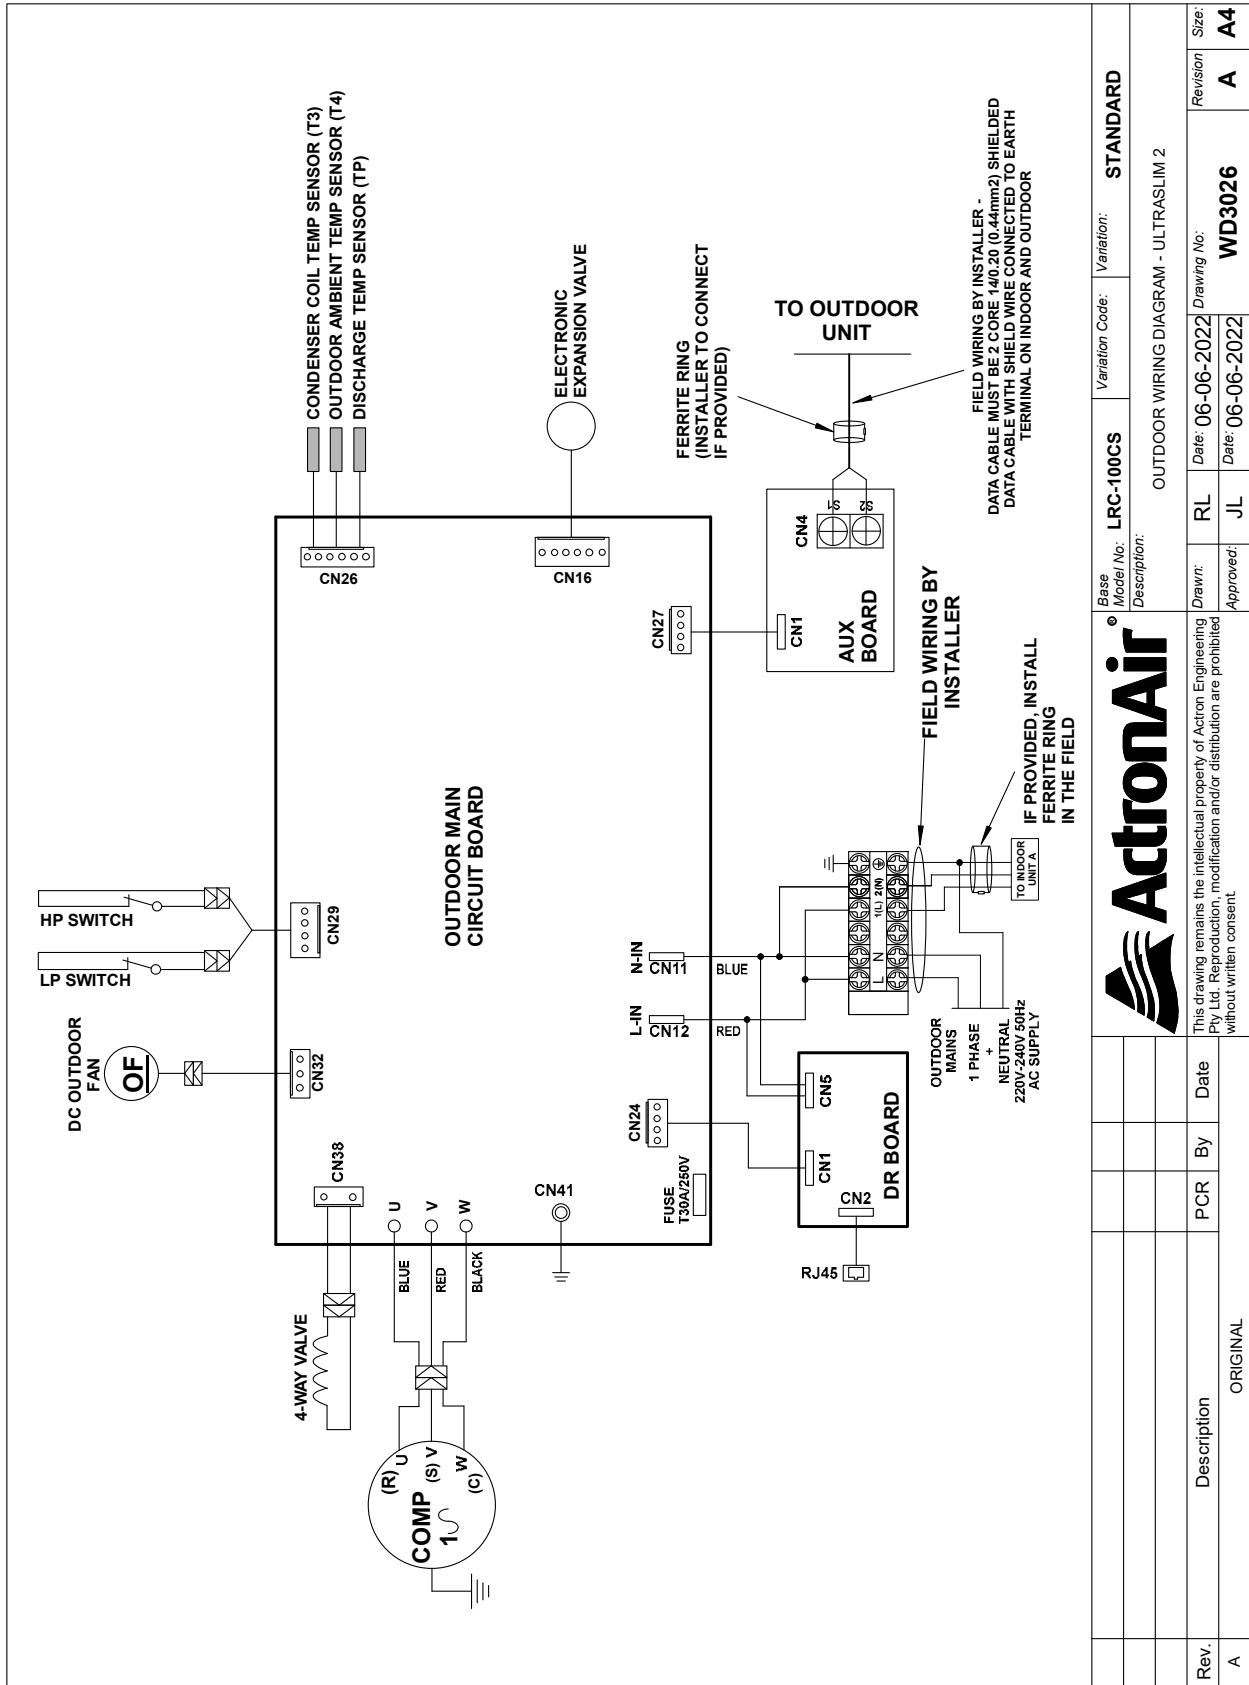 HP SWITCH
LP SWITCH
DC OUTDOOR
FAN
OF
4-WAY VALVE
COMP
1
(R)
U
(S) V
W
(C)
BLUE
RED
BLACK
U
V
W
CN38
CN32
CN29
CN26
CONDENSER COIL TEMP SENSOR (T3)
OUTDOOR AMBIENT TEMP SENSOR (T4)
DISCHARGE TEMP SENSOR (TP)
OUTDOOR MAIN
CIRCUIT BOARD
CN16
ELECTRONIC
EXPANSION VALVE
CN41
FUSE
T30A/250V
CN24
L-IN
CN12
RED
N-IN
CN11
BLUE
CN27
RJ45
CN2
CN1
CN5
DR BOARD
L
N
1(L)
2(N)
OUTDOOR
MAINS
1 PHASE
+
NEUTRAL
220V-240V 50Hz
AC SUPPLY
TO INDOOR
UNIT A
IF PROVIDED, INSTALL
FERRITE RING
IN THE FIELD
FIELD WIRING BY
INSTALLER
CN1
AUX
BOARD
CN4
S1
S2
FERRITE RING
(INSTALLER TO CONNECT
IF PROVIDED)
TO OUTDOOR
UNIT
FIELD WIRING BY INSTALLER -
DATA CABLE MUST BE 2 CORE 14/0.20 (0.44mm2) SHIELDED
DATA CABLE WITH SHIELD WIRE CONNECTED TO EARTH
TERMINAL ON INDOOR AND OUTDOOR
Rev.
Description
PCR
By
Date
A
ORIGINAL
ActronAir®
This drawing remains the intellectual property of Actron Engineering
Pty Ltd. Reproduction, modification and/or distribution are prohibited
without written consent.
Base
Model No: LRC-100CS
Variation Code:
Variation:
STANDARD
Description:
OUTDOOR WIRING DIAGRAM - ULTRASLIM 2
Drawn:
RL
Date: 06-06-2022
Approved:
JL
Date: 06-06-2022
Drawing No:
WD3026
Revision
A
Size:
A4